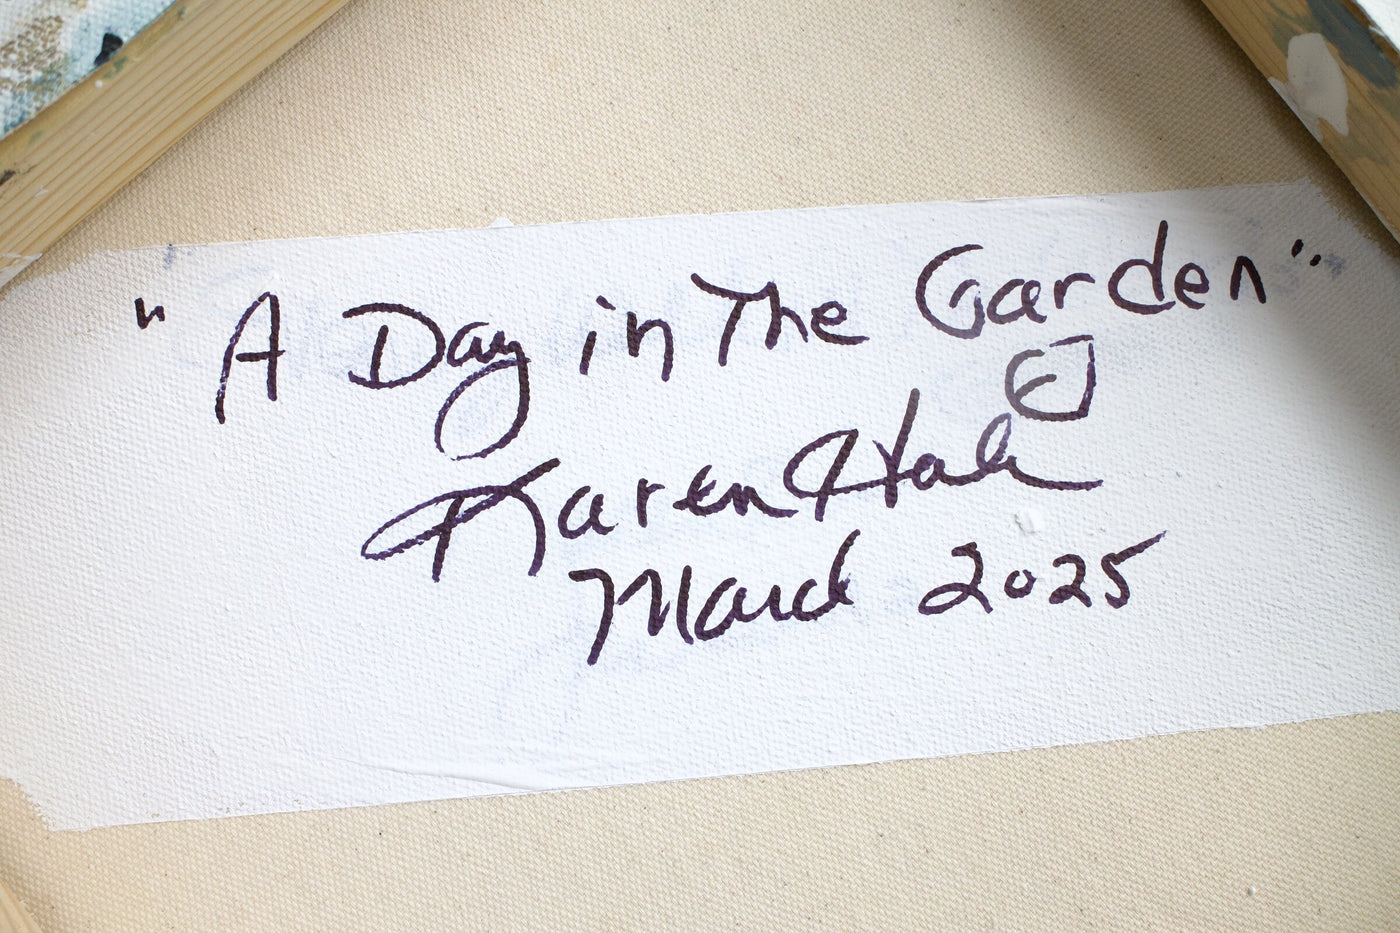 "A Day in The Garden"
Karen Hale
March 2025